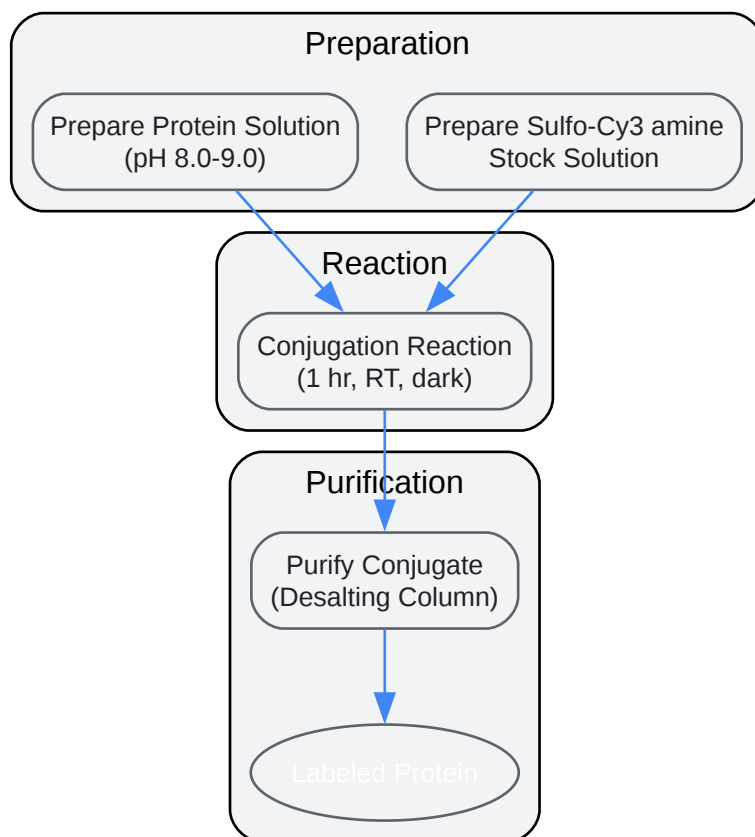 Preparation
Prepare Protein Solution
(pH 8.0-9.0)
Prepare Sulfo-Cy3 amine
Stock Solution
Reaction
Conjugation Reaction
(1 hr, RT, dark)
Purification
Purify Conjugate
(Desalting Column)
Labeled Protein